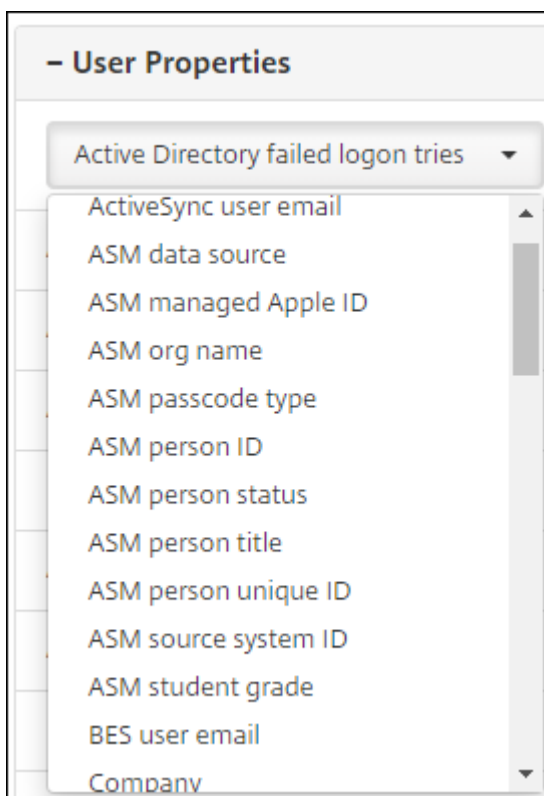 – User Properties
Active Directory failed logon tries
ActiveSync user email
ASM data source
ASM managed Apple ID
ASM org name
ASM passcode type
ASM person ID
ASM person status
ASM person title
ASM person unique ID
ASM source system ID
ASM student grade
BES user email
Company